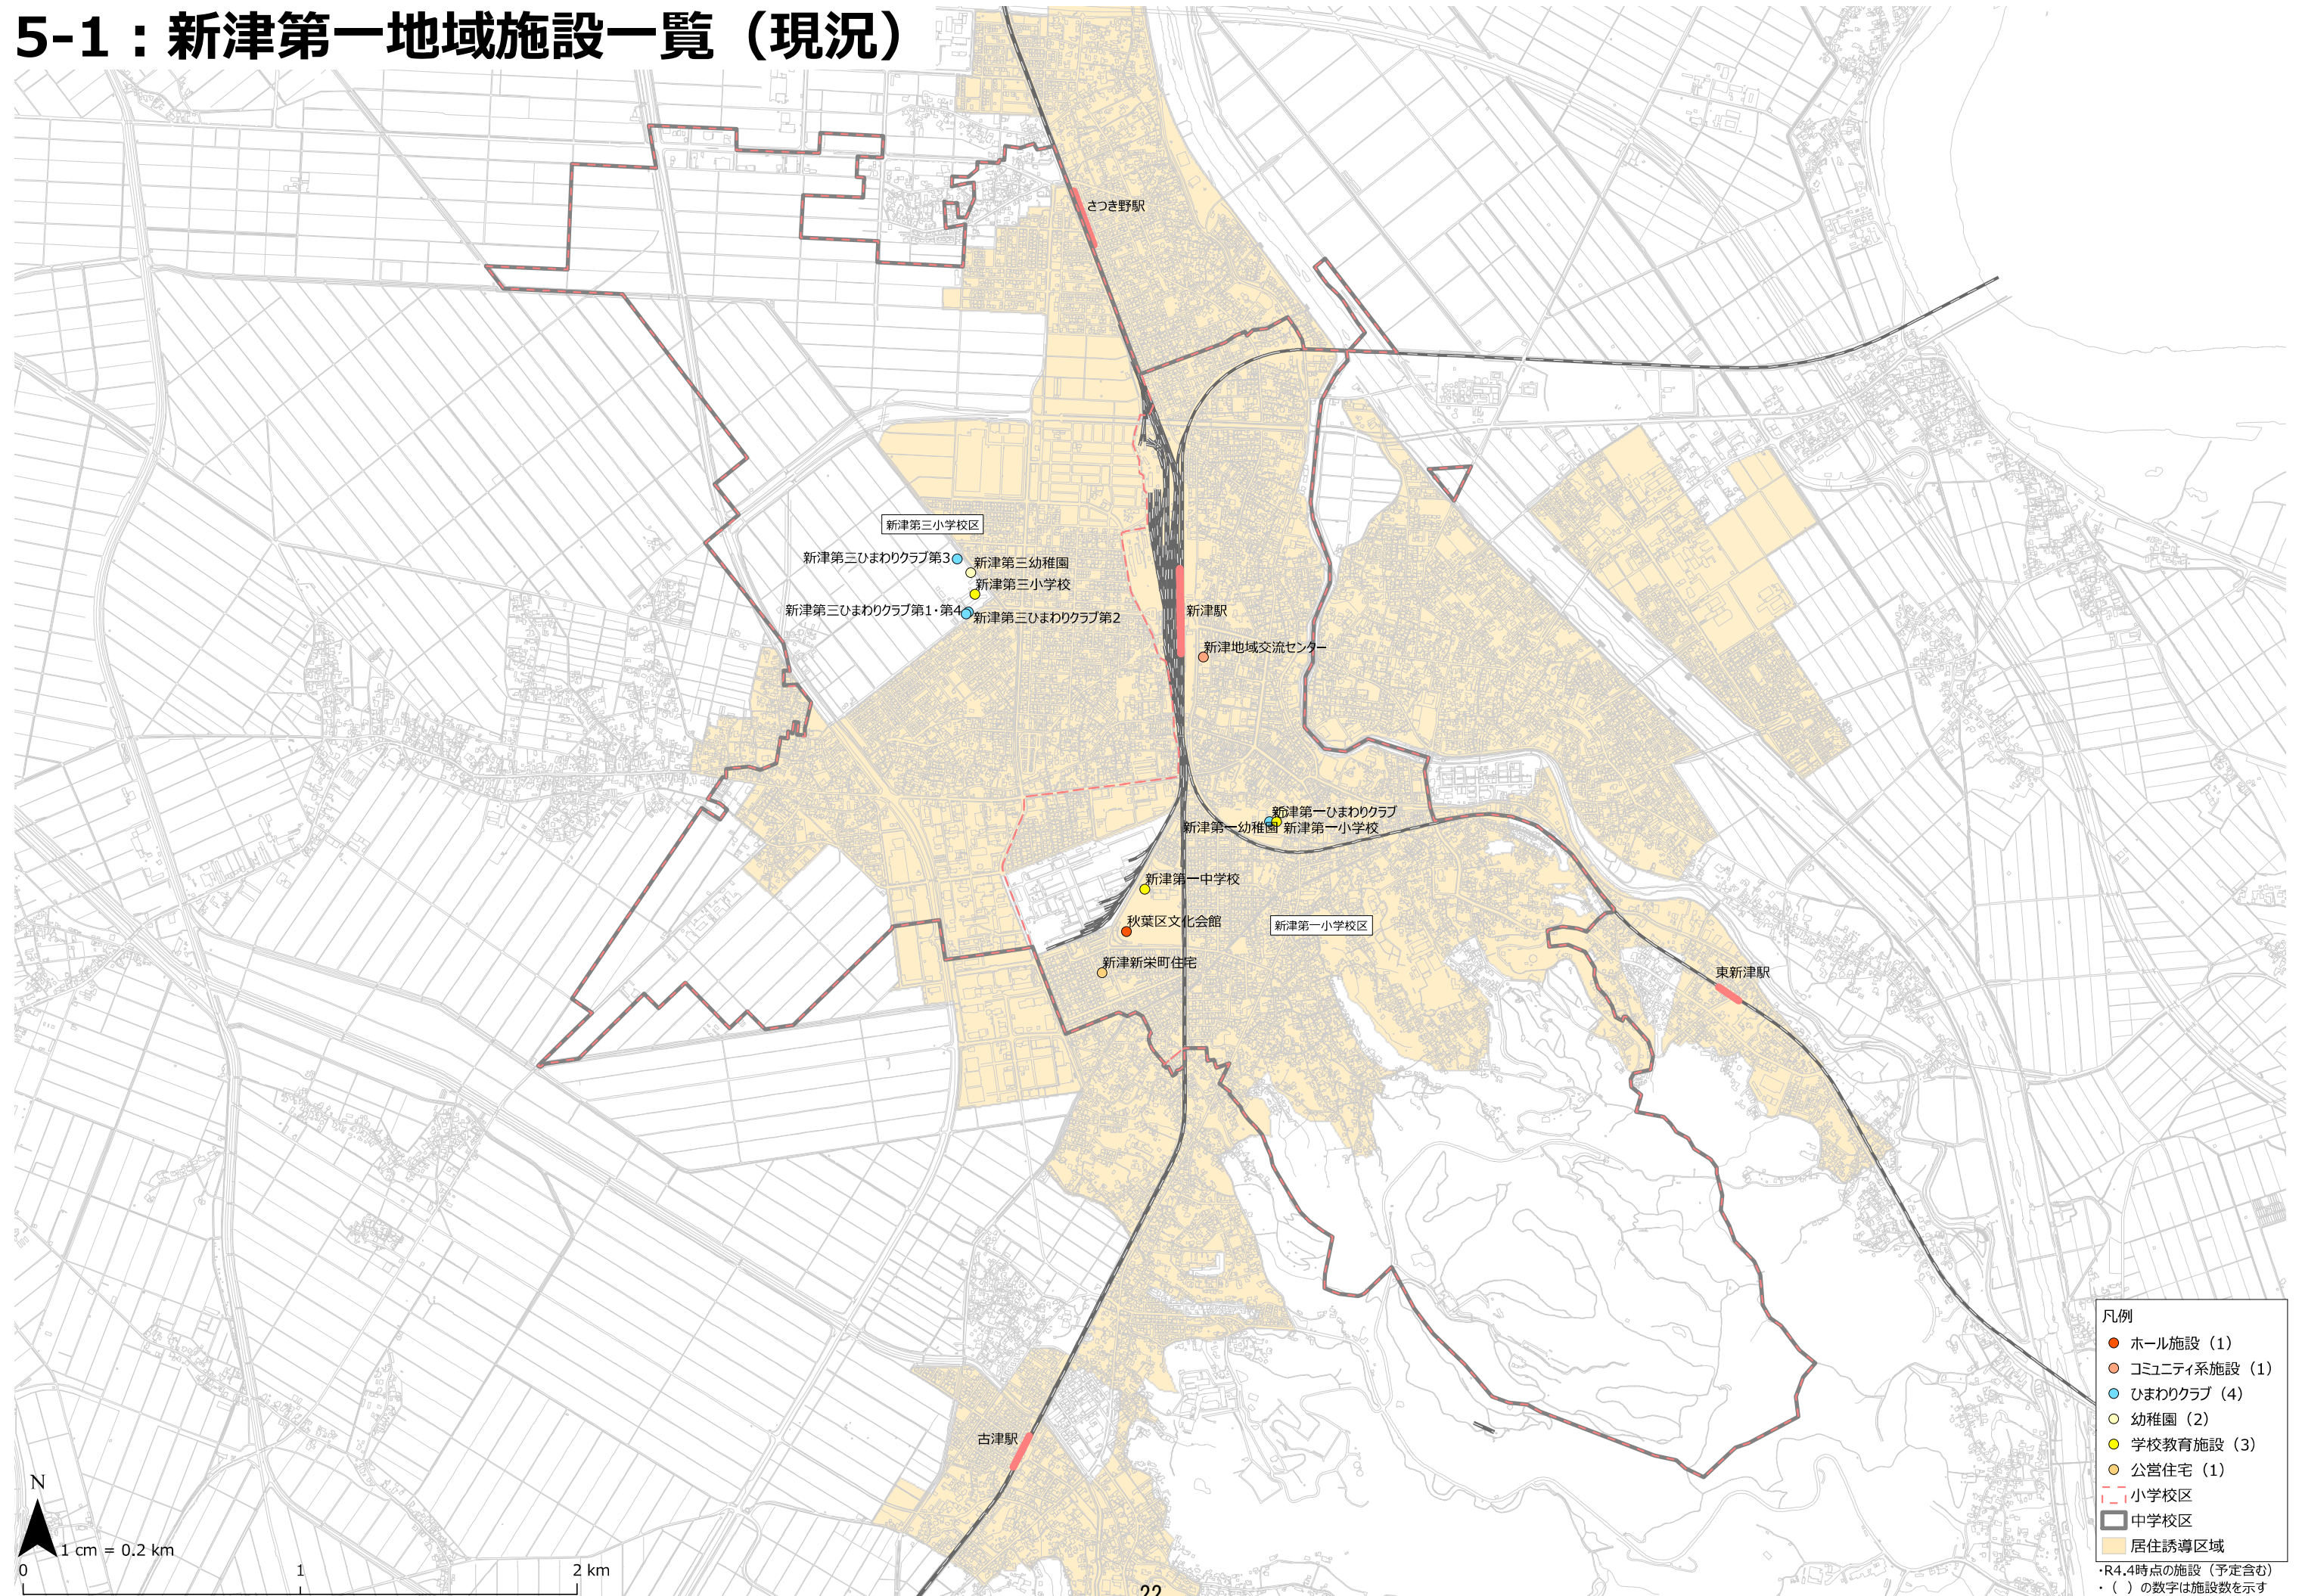 5-1：新津第一地域施設一覧（現況）
さつき野駅
新津第三小学校区
新津第三ひまわりクラブ第3
新津第三幼稚園
新津第三小学校
新津第三ひまわりクラブ第1・第4
新津第三ひまわりクラブ第2
新津駅
新津地域交流センター
新津第一ひまわりクラブ
新津第一幼稚園
新津第一小学校
新津第一中学校
秋葉区文化会館
新津第一小学校区
新津新栄町住宅
東新津駅
古津駅
凡例
ホール施設（1）
コミュニティ系施設（1）
ひまわりクラブ（4）
幼稚園（2）
学校教育施設（3）
公営住宅（1）
小学校区
中学校区
居住誘導区域
・R4.4時点の施設（予定含む）
・（ ）の数字は施設数を示す
N
1 cm = 0.2 km
0 1 2 km
22